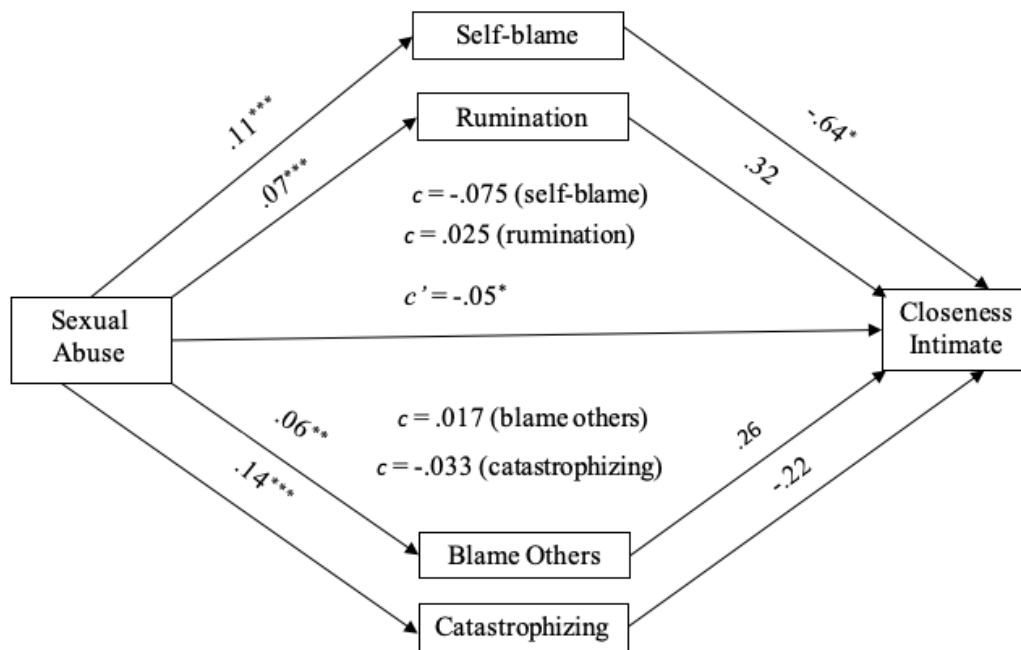 Self-blame
.11***
-.64*
Rumination
.07***
.32
c = -.075 (self-blame)
c = .025 (rumination)
c’ = -.05*
Sexual
Abuse
Closeness
Intimate
.06**
c = .017 (blame others)
.26
.14***
c = -.033 (catastrophizing)
-.22
Blame Others
Catastrophizing